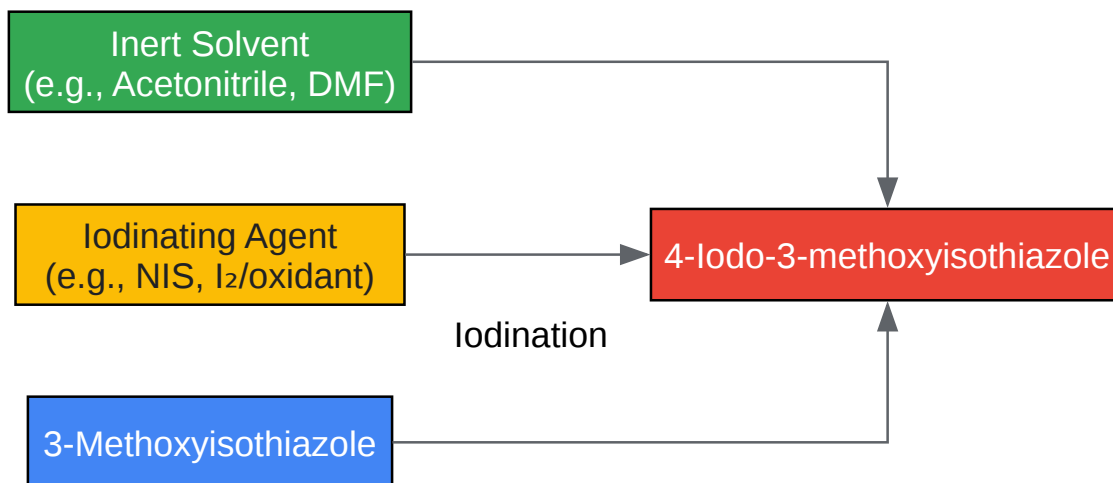 Inert Solvent
(e.g., Acetonitrile, DMF)
Iodinating Agent
(e.g., NIS, I₂/oxidant)
4-Iodo-3-methoxyisothiazole
Iodination
3-Methoxyisothiazole